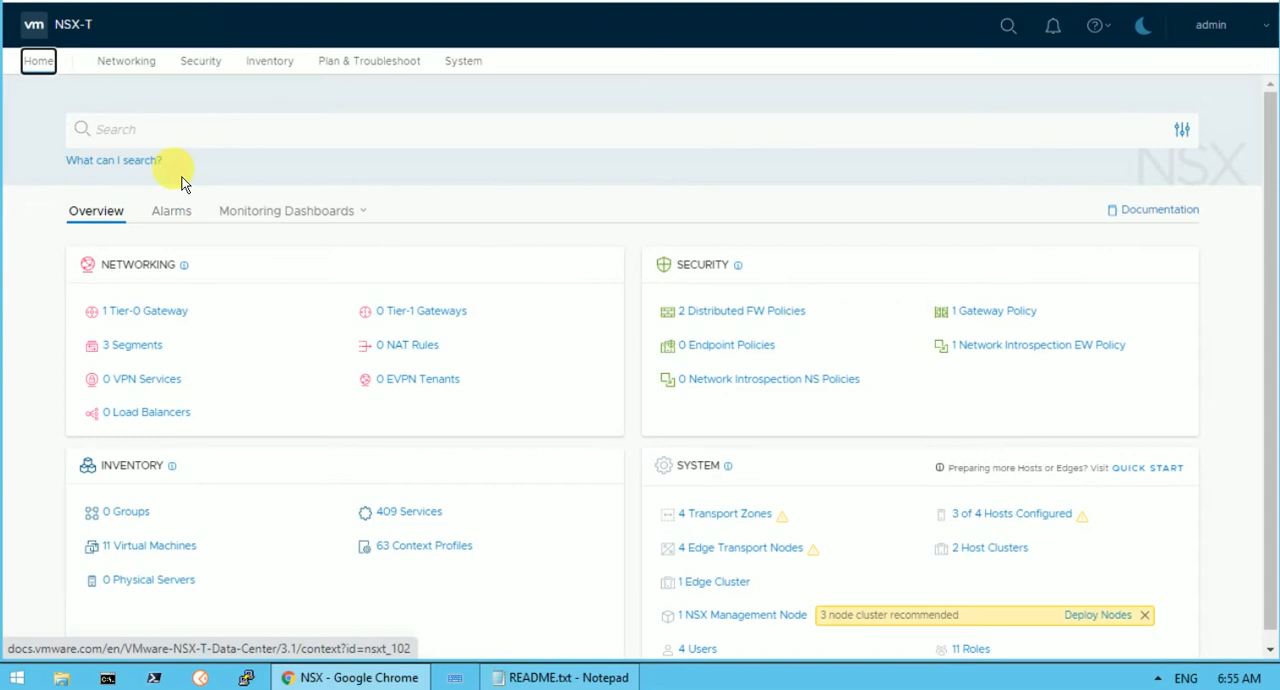 vm NSX-T admin
Home Networking Security Inventory Plan & Troubleshoot System
Search
What can I search?
NSX
Overview Alarms Monitoring Dashboards Documentation
NETWORKING
1 Tier-0 Gateway 0 Tier-1 Gateways
3 Segments 0 NAT Rules
0 VPN Services 0 EVPN Tenants
0 Load Balancers
SECURITY
2 Distributed FW Policies 1 Gateway Policy
0 Endpoint Policies 1 Network Introspection EW Policy
0 Network Introspection NS Policies
INVENTORY
0 Groups 409 Services
11 Virtual Machines 63 Context Profiles
0 Physical Servers
SYSTEM Preparing more Hosts or Edges? Visit QUICK START
4 Transport Zones 3 of 4 Hosts Configured
4 Edge Transport Nodes 2 Host Clusters
1 Edge Cluster
1 NSX Management Node 3 node cluster recommended Deploy Nodes
4 Users 11 Roles
docs.vmware.com/en/VMware-NSX-T-Data-Center/3.1/context?id=nsxt_102
NSX - Google Chrome README.txt - Notepad ENG 6:55 AM